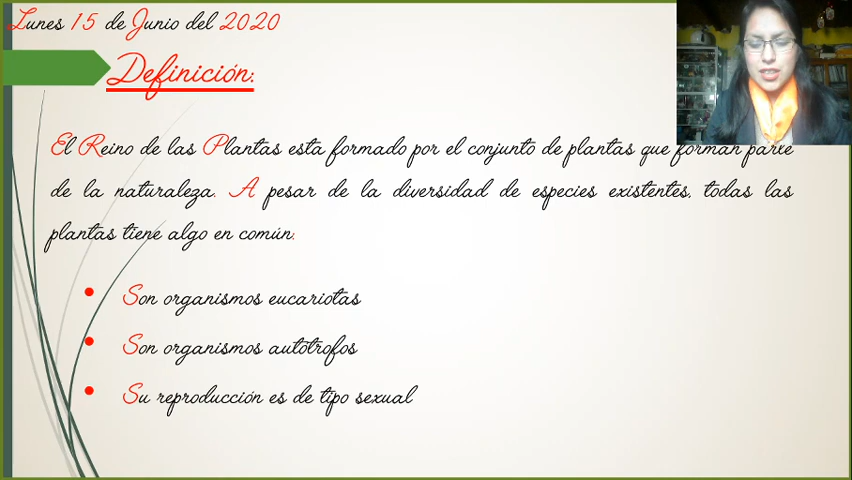 Lunes 15 de Junio del 2020
Definición:
El Reino de las Plantas esta formado por el conjunto de plantas que forman parte
de la naturaleza. A pesar de la diversidad de especies existentes, todas las
plantas tiene algo en común:
• Son organismos eucariotas
• Son organismos autótrofos
• Su reproducción es de tipo sexual